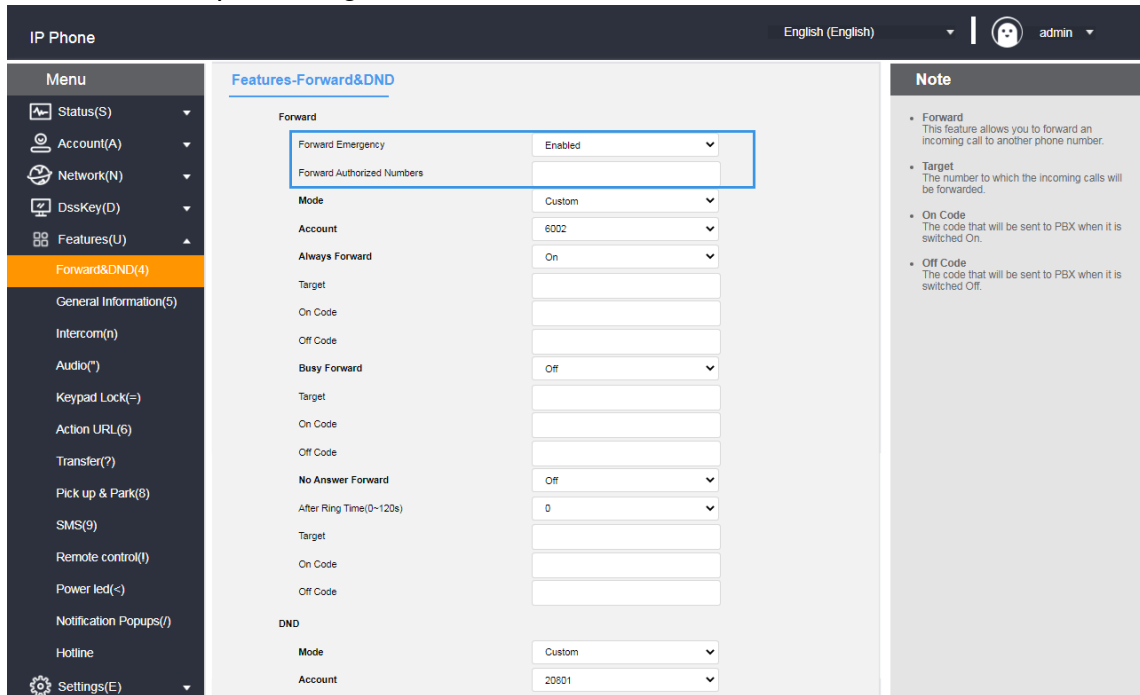 IP Phone English (English) admin
Menu
Status(S)
Account(A)
Network(N)
DssKey(D)
Features(U)
Forward&DND(4)
General Information(5)
Intercom(n)
Audio(")
Keypad Lock(=)
Action URL(6)
Transfer(?)
Pick up & Park(8)
SMS(9)
Remote control(!)
Power led(<)
Notification Popups(/)
Hotline
Settings(E)
Features-Forward&DND
Forward
Forward Emergency Enabled
Forward Authorized Numbers
Mode Custom
Account 6002
Always Forward On
Target
On Code
Off Code
Busy Forward Off
Target
On Code
Off Code
No Answer Forward Off
After Ring Time(0~120s) 0
Target
On Code
Off Code
DND
Mode Custom
Account 20801
Note
Forward
This feature allows you to forward an
incoming call to another phone number.
Target
The number to which the incoming calls will
be forwarded.
On Code
The code that will be sent to PBX when it is
switched On.
Off Code
The code that will be sent to PBX when it is
switched Off.